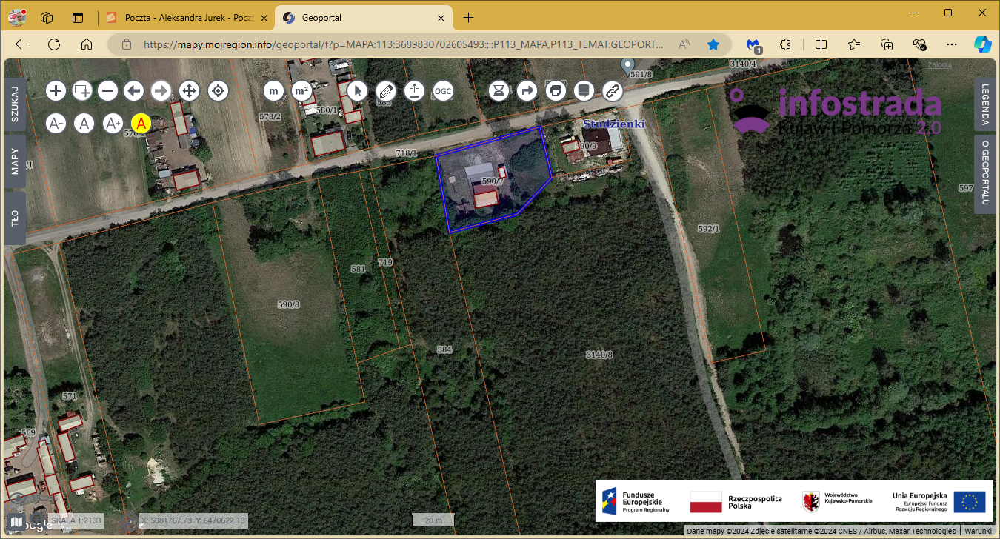 Poczta - Aleksandra Jurek - Poczt
Geoportal
https://mapy.mojregion.info/geoportal/f?p=MAPA:113:3689830702605493::::P113_MAPA,P113_TEMAT:GEOPORT...
1
Zaloguj
SZUKAJ
MAPY
TŁO
LEGENDA
O GEOPORTALU
m
m²
OGC
A-
A
A+
A
infostrada
Kujaw i Pomorza 2.0
Studzienki
3140/4
591/8
580/1
578/2
718/1
590/9
590/7
597
592/1
719
581
590/8
584
3140/8
571
569
SKALA 1:2133
X: 5881767.73 Y: 6470622.13
20 m
Fundusze
Europejskie
Program Regionalny
Rzeczpospolita
Polska
Województwo
Kujawsko-Pomorskie
Unia Europejska
Europejski Fundusz
Rozwoju Regionalnego
Dane mapy ©2024 Zdjęcie satelitarne ©2024 CNES / Airbus, Maxar Technologies
Warunki